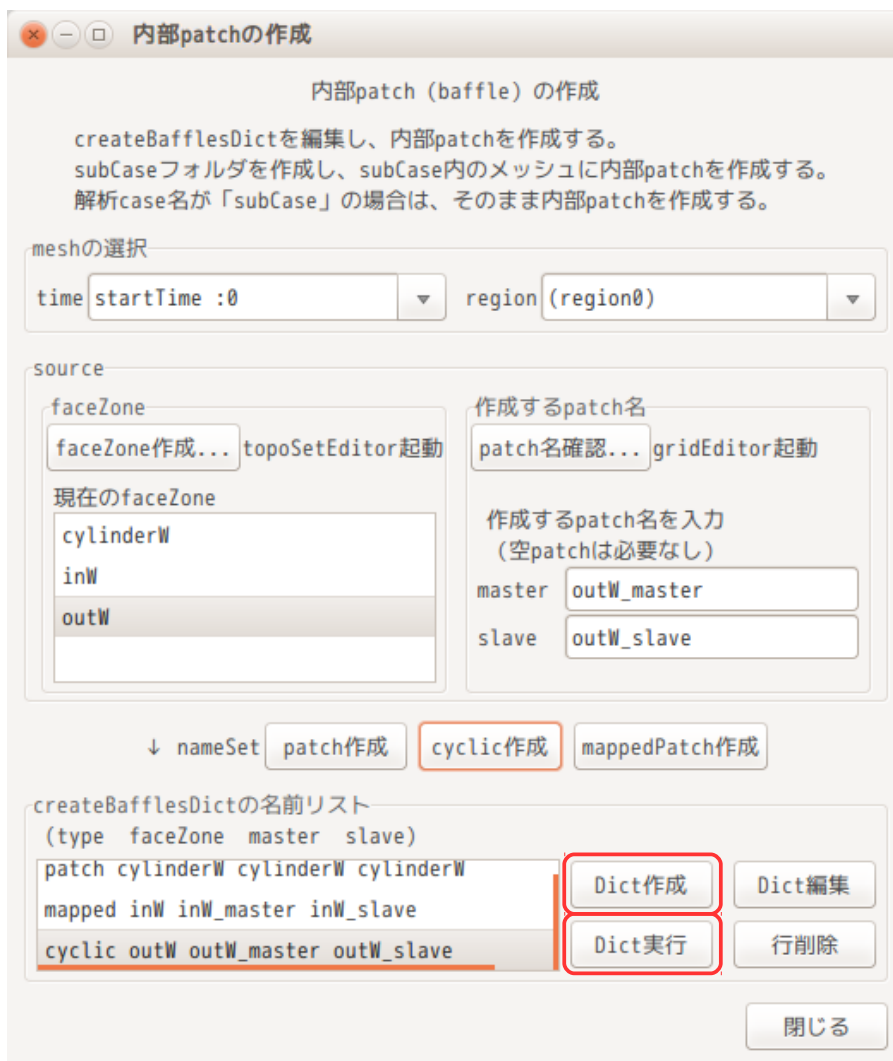 内部patchの作成
内部patch (baffle) の作成
createBafflesDictを編集し、内部patchを作成する。
subCaseフォルダを作成し、subCase内のメッシュに内部patchを作成する。
解析case名が「subCase」の場合は、そのまま内部patchを作成する。
meshの選択
time startTime :0 region (region0)
source
faceZone
faceZone作成... topoSetEditor起動
現在のfaceZone
cylinderW
inW
outW
作成するpatch名
patch名確認... gridEditor起動
作成するpatch名を入力
(空patchは必要なし)
master outW_master
slave outW_slave
↓ nameSet patch作成 cyclic作成 mappedPatch作成
createBafflesDictの名前リスト
(type faceZone master slave)
patch cylinderW cylinderW cylinderW
mapped inW inW_master inW_slave
cyclic outW outW_master outW_slave
Dict作成 Dict編集
Dict実行 行削除
閉じる